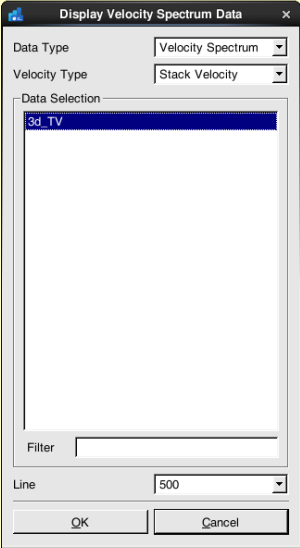 Display Velocity Spectrum Data
Data Type Velocity Spectrum
Velocity Type Stack Velocity
Data Selection
3d_TV
Filter
Line 500
OK Cancel